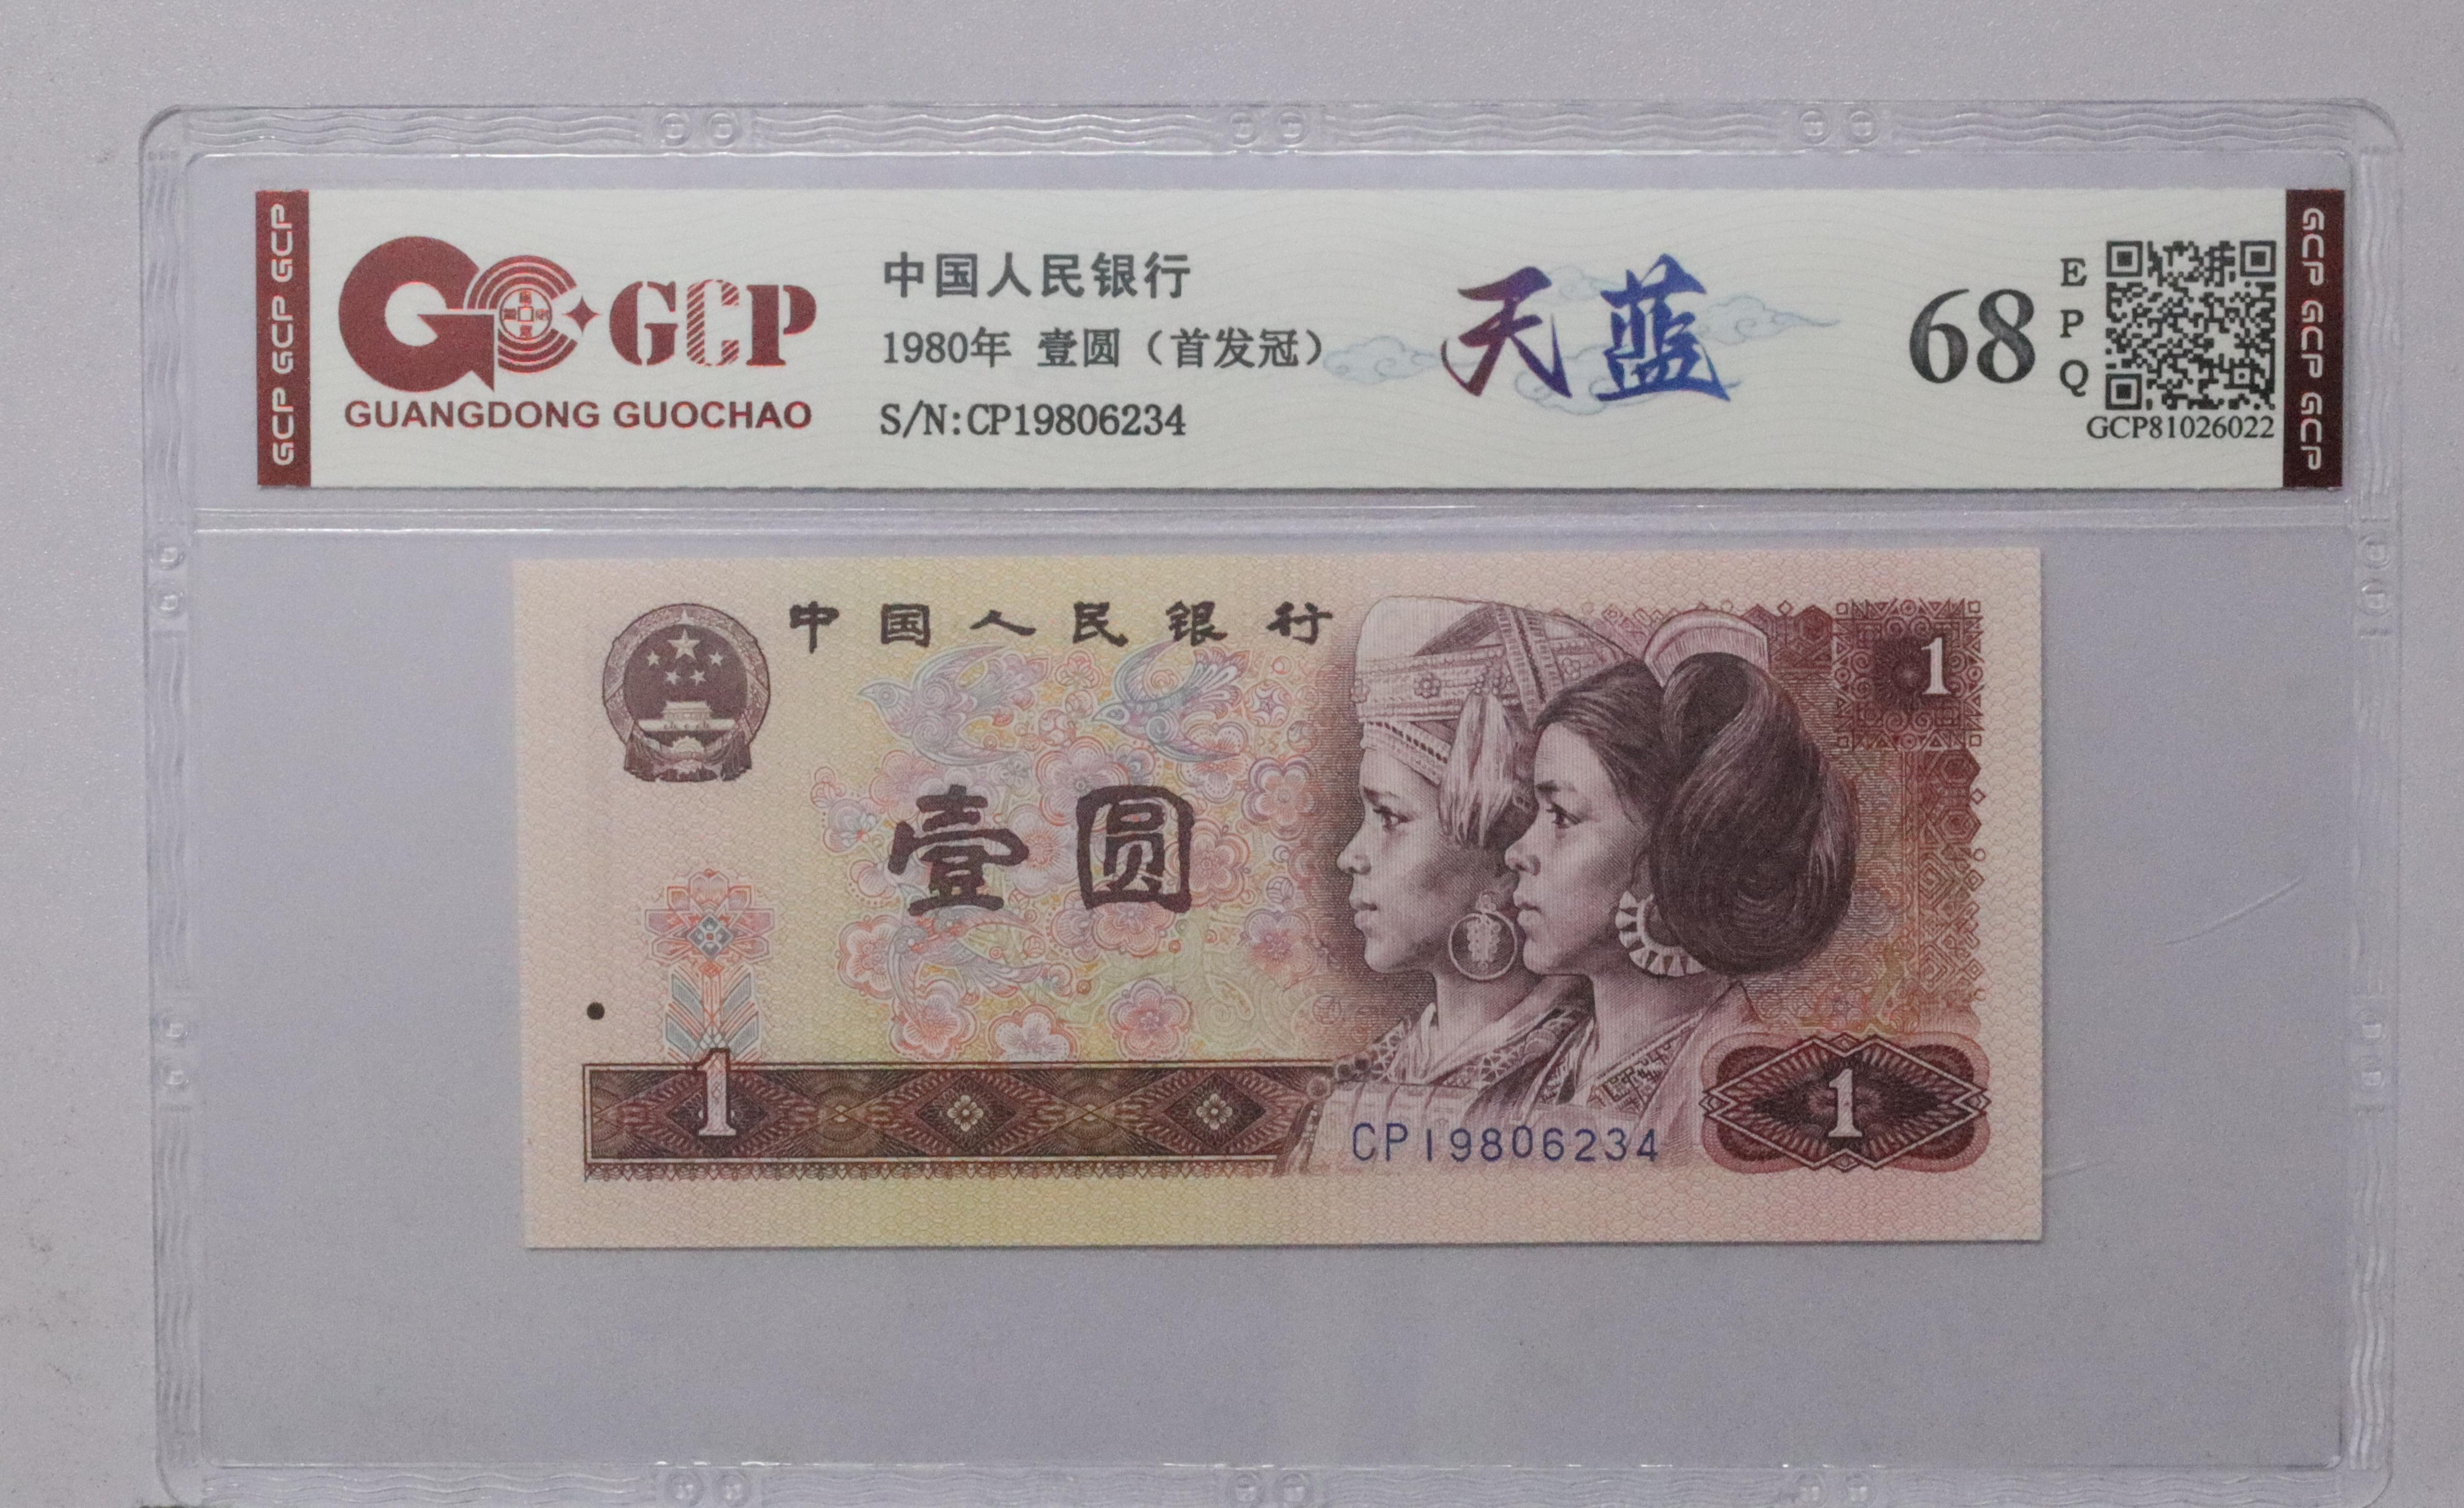 GCP GCP GCP
GCP
GUANGDONG GUOCHAO
中国人民银行
1980年 壹圆（首发冠）
S/N:CP19806234
天蓝
68
EPQ
GCP81026022
GCP GCP GCP
中国人民银行
1
壹圆
1
CP19806234
1